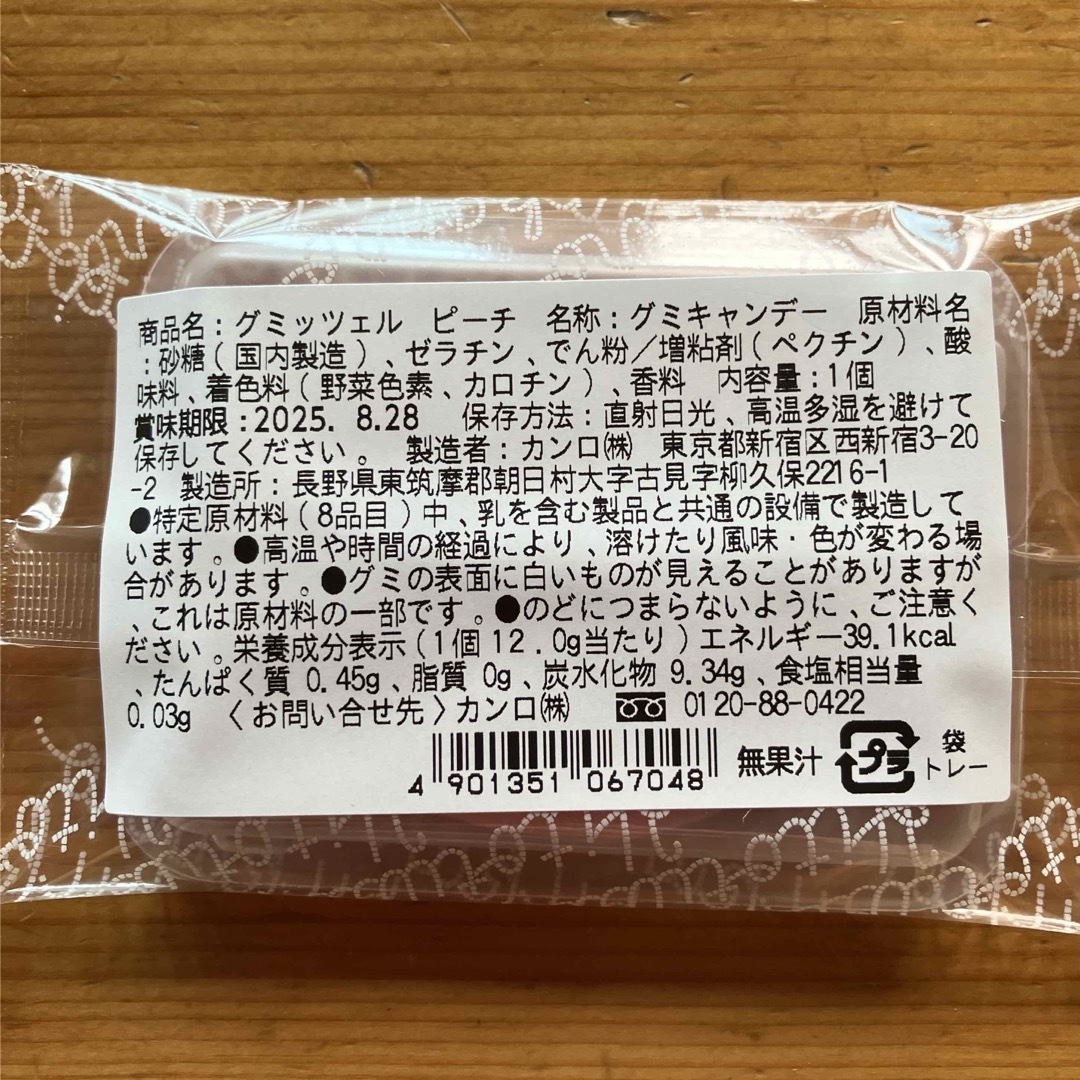 商品名：グミッツェル　ピーチ　名称：グミキャンデー　原材料名
：砂糖（国内製造）、ゼラチン、でん粉／増粘剤（ペクチン）、酸
味料、着色料（野菜色素、カロチン）、香料　内容量：1個
賞味期限：2025. 8.28　保存方法：直射日光、高温多湿を避けて
保存してください。　製造者：カンロ㈱　東京都新宿区西新宿3-20
-2　製造所：長野県東筑摩郡朝日村大字古見字柳久保2216-1
●特定原材料（8品目）中、乳を含む製品と共通の設備で製造して
います。●高温や時間の経過により、溶けたり風味・色が変わる場
合があります。●グミの表面に白いものが見えることがありますが
、これは原材料の一部です。●のどにつまらないように、ご注意く
ださい。栄養成分表示（1個 12.0g当たり）エネルギー39.1kcal
、たんぱく質 0.45g、脂質 0g、炭水化物 9.34g、食塩相当量
0.03g　〈お問い合せ先〉カンロ㈱　0120-88-0422
4 901351 067048　無果汁　プラ　袋
トレー